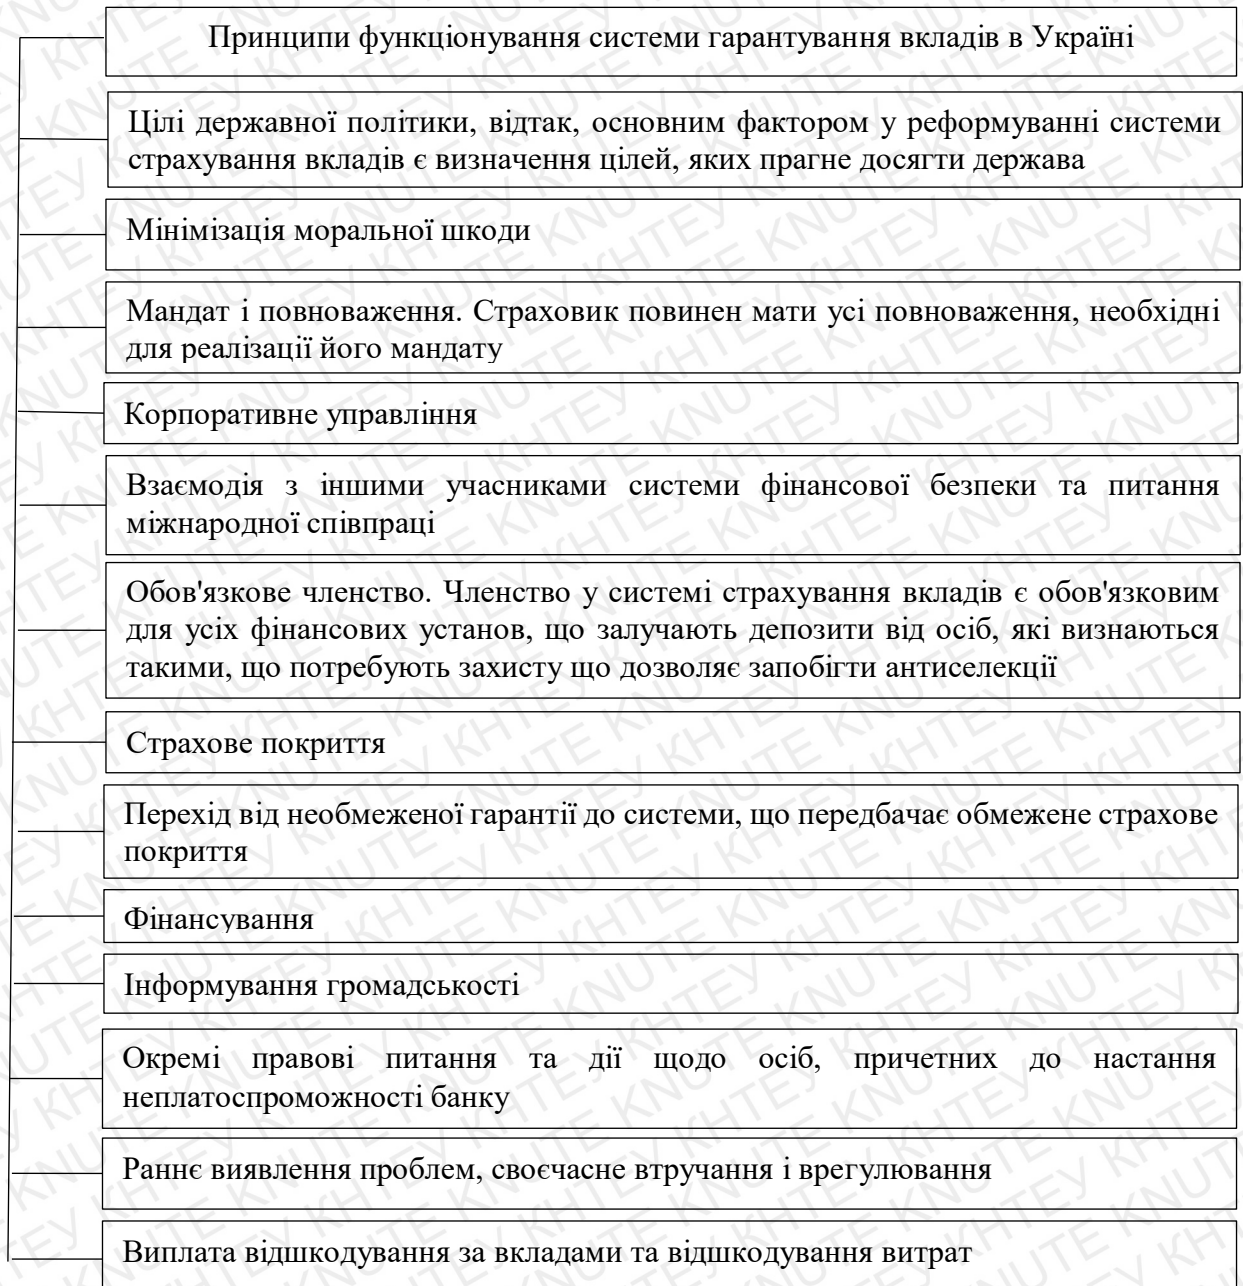 Принципи функціонування системи гарантування вкладів в Україні
Цілі державної політики, відтак, основним фактором у реформуванні системи
страхування вкладів є визначення цілей, яких прагне досягти держава
Мінімізація моральної шкоди
Мандат і повноваження. Страховик повинен мати усі повноваження, необхідні
для реалізації його мандату
Корпоративне управління
Взаємодія з іншими учасниками системи фінансової безпеки та питання
міжнародної співпраці
Обов'язкове членство. Членство у системі страхування вкладів є обов'язковим
для усіх фінансових установ, що залучають депозити від осіб, які визнаються
такими, що потребують захисту що дозволяє запобігти антиселекції
Страхове покриття
Перехід від необмеженої гарантії до системи, що передбачає обмежене страхове
покриття
Фінансування
Інформування громадськості
Окремі правові питання та дії щодо осіб, причетних до настання
неплатоспроможності банку
Раннє виявлення проблем, своєчасне втручання і врегулювання
Виплата відшкодування за вкладами та відшкодування витрат